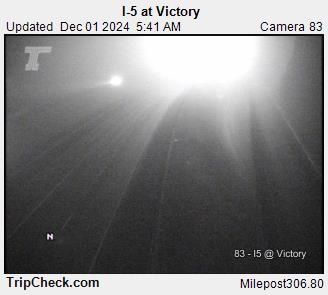 I-5 at Victory
Updated Dec 01 2024 5:41 AM Camera 83
T
N
83 - I5 @ Victory
TripCheck.com Milepost306.80